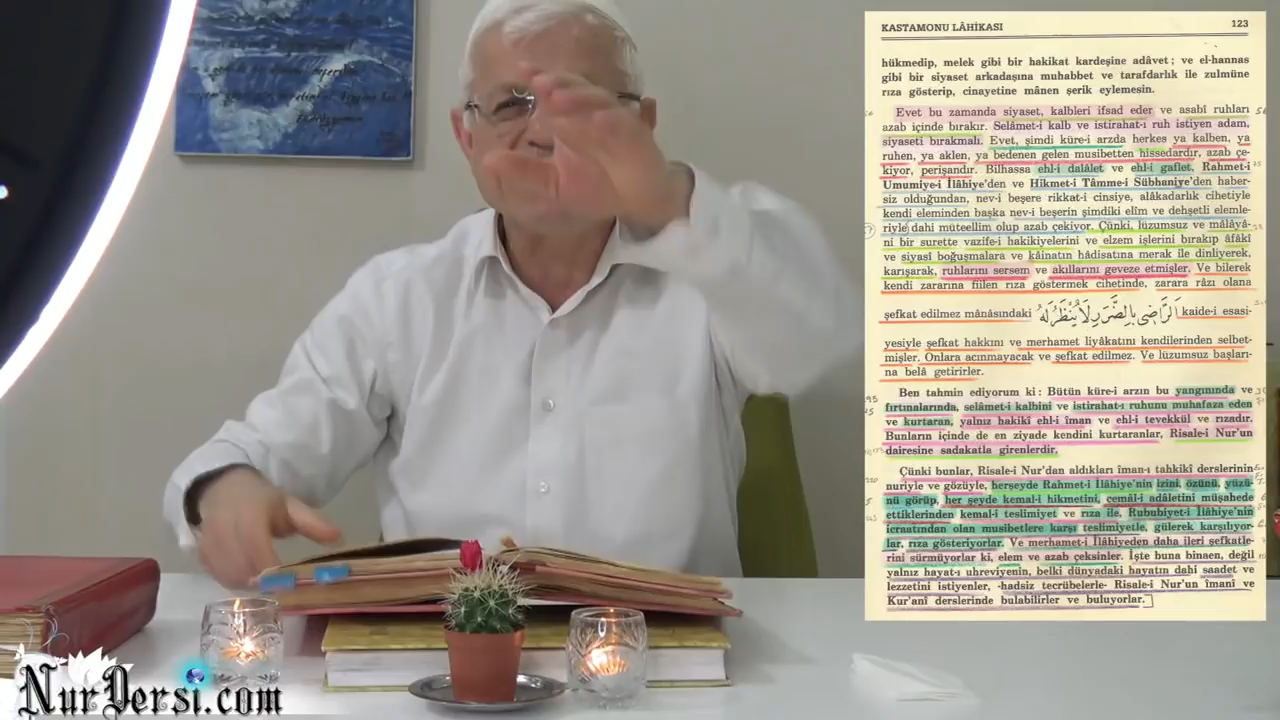 KASTAMONU LÂHİKASI 123
hükmedip, melek gibi bir hakikat kardeşine adâvet; ve el-hannas
gibi bir siyaset arkadaşına muhabbet ve tarafdarlık ile zulmüne
rıza gösterip, cinayetine mânen şerik eylemesin.
Evet bu zamanda siyaset, kalbleri ifsad eder ve asabî ruhları
azab içinde bırakır. Selâmet-i kalb ve istirahat-ı ruh istiyen adam,
siyaseti bırakmalı. Evet, şimdi küre-i arzda herkes ya kalben, ya
ruhen, ya aklen, ya bedenen gelen musibetten hissedardır, azab çe-
kiyor, perişandır. Bilhassa ehl-i dalâlet ve ehl-i gaflet, Rahmet-i
Umumiye-i İlâhiye'den ve Hikmet-i Tâmme-i Sübhaniye'den haber-
siz olduğundan, nev-i beşere rikkat-i cinsiye, alâkadarlık cihetiyle
kendi eleminden başka nev-i beşerin şimdiki elîm ve dehşetli elemle-
riyle dahi müteellim olup azab çekiyor. Çünki, lüzumsuz ve mâlâyâ-
ni bir surette vazife-i hakikiyelerini ve elzem işlerini bırakıp âfâkî
ve siyasî boğuşmalara ve kâinatın hâdisatına merak ile dinliyerek,
karışarak, ruhlarını sersem ve akıllarını geveze etmişler. Ve bilerek
kendi zararına fiilen rıza göstermek cihetinde, zarara râzı olana
şefkat edilmez mânâsındaki اَلرَّاضِى بِالضَّرَرِ لاَ يُنْظَرُ لَهُ kaide-i esasi-
yesiyle şefkat hakkını ve merhamet liyâkatını kendilerinden selbet-
mişler. Onlara acınmayacak ve şefkat edilmez. Ve lüzumsuz başları-
na belâ getirirler.
Ben tahmin ediyorum ki: Bütün küre-i arzın bu yangınında ve
fırtınalarında, selâmet-i kalbini ve istirahat-ı ruhunu muhafaza eden
ve kurtaran, yalnız hakikî ehl-i îman ve ehl-i tevekkül ve rızadır.
Bunların içinde de en ziyade kendini kurtaranlar, Risale-i Nur'un
dairesine sadakatla girenlerdir.
Çünki bunlar, Risale-i Nur'dan aldıkları îman-ı tahkikî derslerinin
nuriyle ve gözüyle, herşeyde Rahmet-i İlâhiye'nin izini, özünü, yüzü-
nü görüp, her şeyde kemal-i hikmetini, cemâl-i adâletini müşahede
ettiklerinden kemal-i teslimiyet ve rıza ile, Rububiyet-i İlâhiye'nin
icraatından olan musibetlere karşı teslimiyetle, gülerek karşılıyor-
lar, rıza gösteriyorlar. Ve merhamet-i İlâhiyeden daha ileri şefkatle-
rini sürmüyorlar ki, elem ve azab çeksinler. İşte buna binaen, değil
yalnız hayat-ı uhreviyenin, belki dünyadaki hayatın dahi saadet ve
lezzetini istiyenler, -hadsiz tecrübelerle- Risale-i Nur'un îmanî ve
Kur'anî derslerinde bulabilirler ve buluyorlar.
NurDersi.com